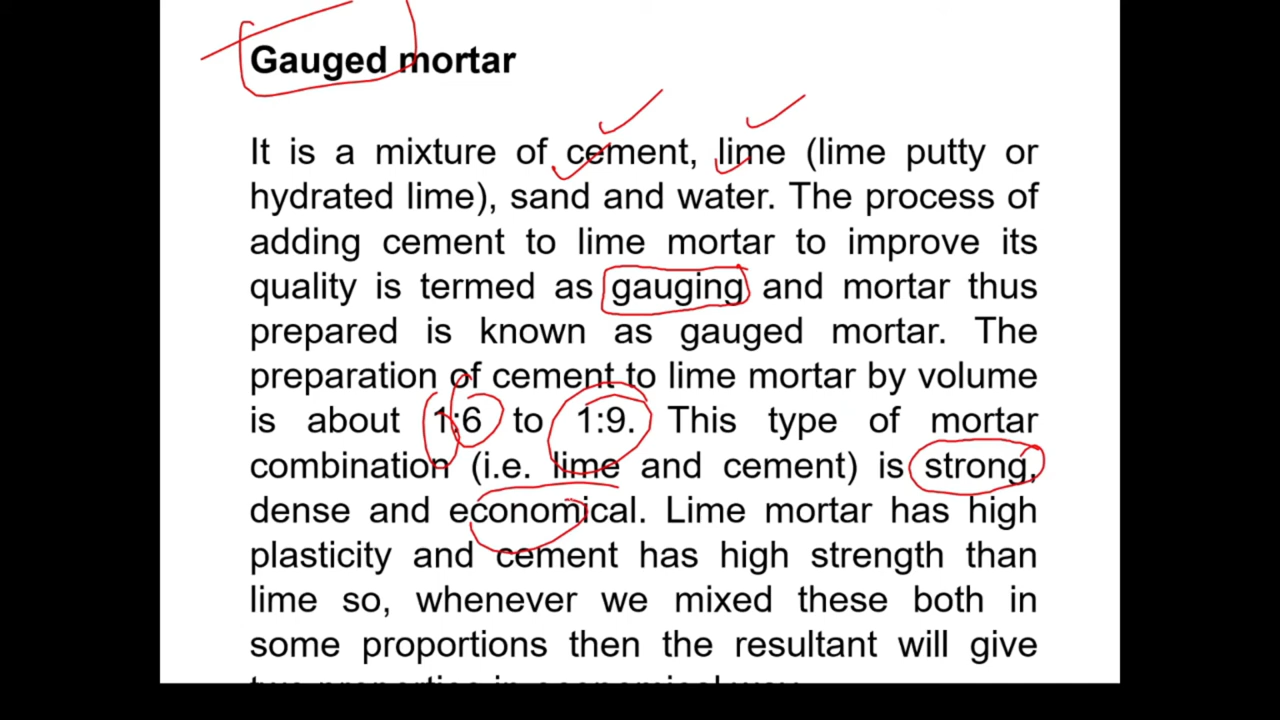 Gauged mortar
It is a mixture of cement, lime (lime putty or
hydrated lime), sand and water. The process of
adding cement to lime mortar to improve its
quality is termed as gauging and mortar thus
prepared is known as gauged mortar. The
preparation of cement to lime mortar by volume
is about 1:6 to 1:9. This type of mortar
combination (i.e. lime and cement) is strong,
dense and economical. Lime mortar has high
plasticity and cement has high strength than
lime so, whenever we mixed these both in
some proportions then the resultant will give